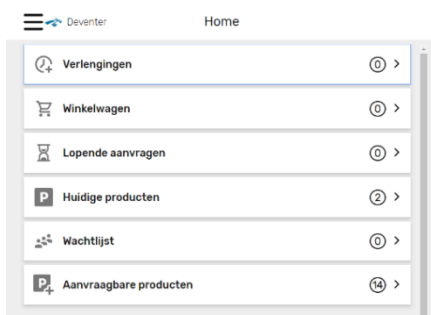 Deventer Home
Verlengingen 0
Winkelwagen 0
Lopende aanvragen 0
P Huidige producten 2
Wachtlijst 0
P+ Aanvraagbare producten 14